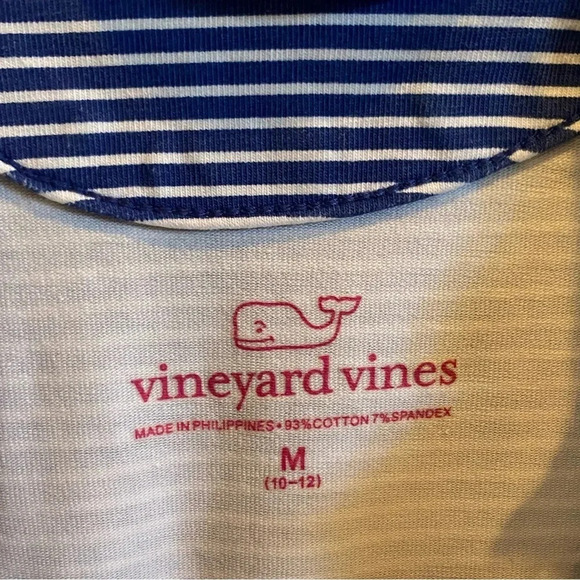 vineyard vines
MADE IN PHILIPPINES • 93% COTTON 7% SPANDEX
M
(10-12)